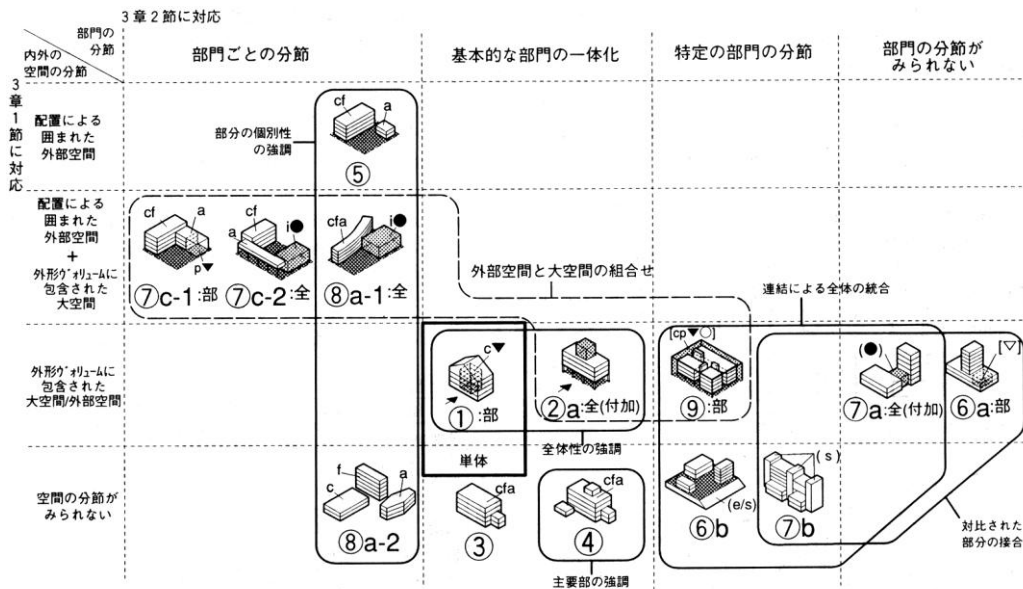 3章2節に対応
部門の
分節
内外の
空間の分節
部門ごとの分節
基本的な部門の一体化
特定の部門の分節
部門の分節が
みられない
3章1節に対応
配置による
囲まれた
外部空間
部分の個別性
の強調
cf
a
⑤
配置による
囲まれた
外部空間
+
外形ヴォリュームに
包含された
大空間
cf
a
p▼
⑦c-1:部
cf
a
i●
⑦c-2:全
cfa
i●
⑧a-1:全
外部空間と大空間の組合せ
連結による全体の統合
外形ヴォリュームに
包含された
大空間/外部空間
c▼
①:部
②a:全(付加)
[cp▼○]
⑨:部
(●)
⑦a:全(付加)
[▽]
⑥a:部
単体
全体性の強調
空間の分節が
みられない
f
c
a
⑧a-2
cfa
③
cfa
④
主要部の強調
(e/s)
⑥b
(s)
⑦b
対比された
部分の接合